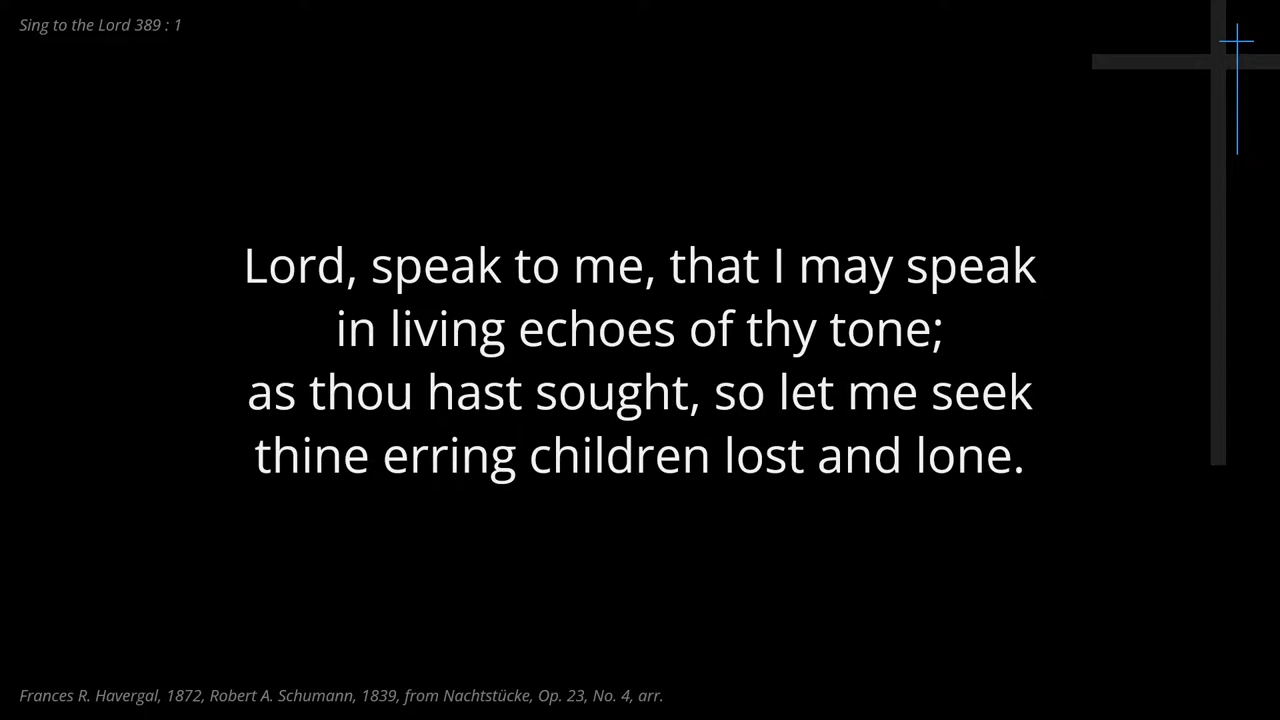 Sing to the Lord 389 : 1
Lord, speak to me, that I may speak
in living echoes of thy tone;
as thou hast sought, so let me seek
thine erring children lost and lone.
Frances R. Havergal, 1872, Robert A. Schumann, 1839, from Nachtstücke, Op. 23, No. 4, arr.